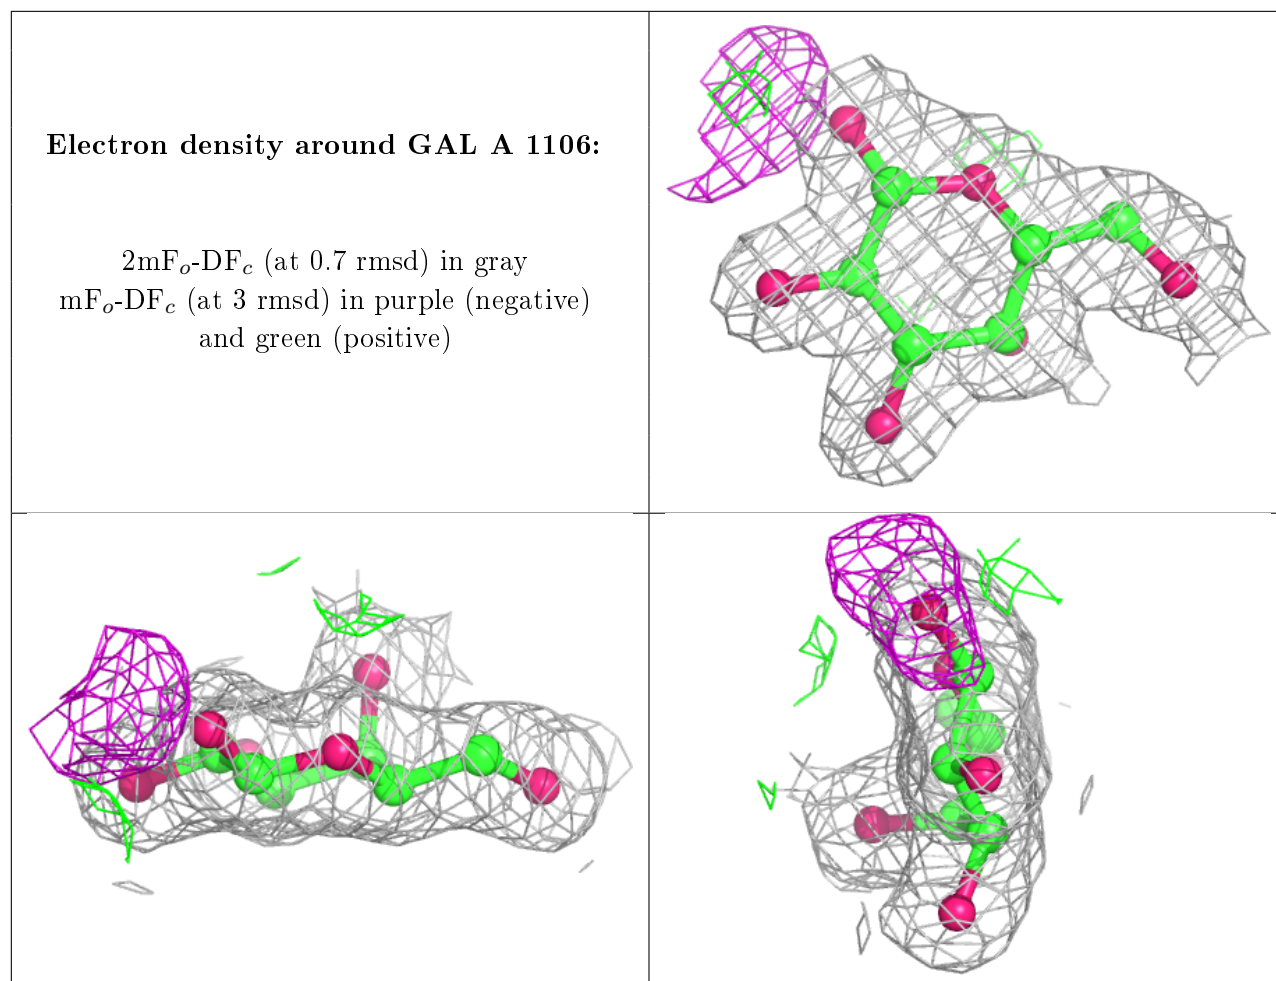 Electron density around GAL A 1106:
2mFₒ-DF𝒸 (at 0.7 rmsd) in gray
mFₒ-DF𝒸 (at 3 rmsd) in purple (negative)
and green (positive)